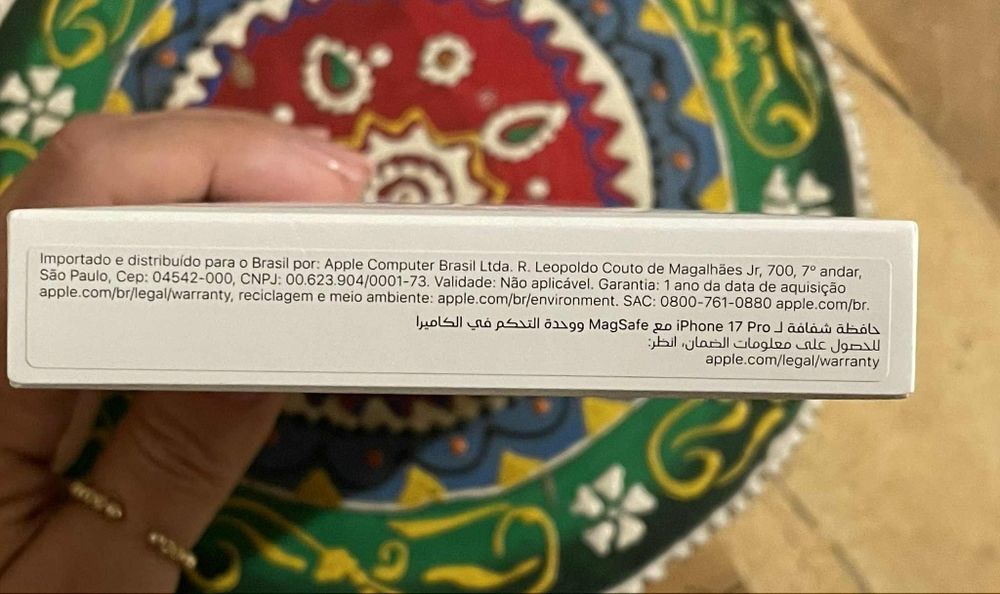 Importado e distribuído para o Brasil por: Apple Computer Brasil Ltda. R. Leopoldo Couto de Magalhães Jr, 700, 7º andar,
São Paulo, Cep: 04542-000, CNPJ: 00.623.904/0001-73. Validade: Não aplicável. Garantia: 1 ano da data de aquisição
apple.com/br/legal/warranty, reciclagem e meio ambiente: apple.com/br/environment. SAC: 0800-761-0880 apple.com/br.
حافظة شفافة لـ iPhone 17 Pro مع MagSafe ووحدة التحكم في الكاميرا
للحصول على معلومات الضمان، انظر:
apple.com/legal/warranty